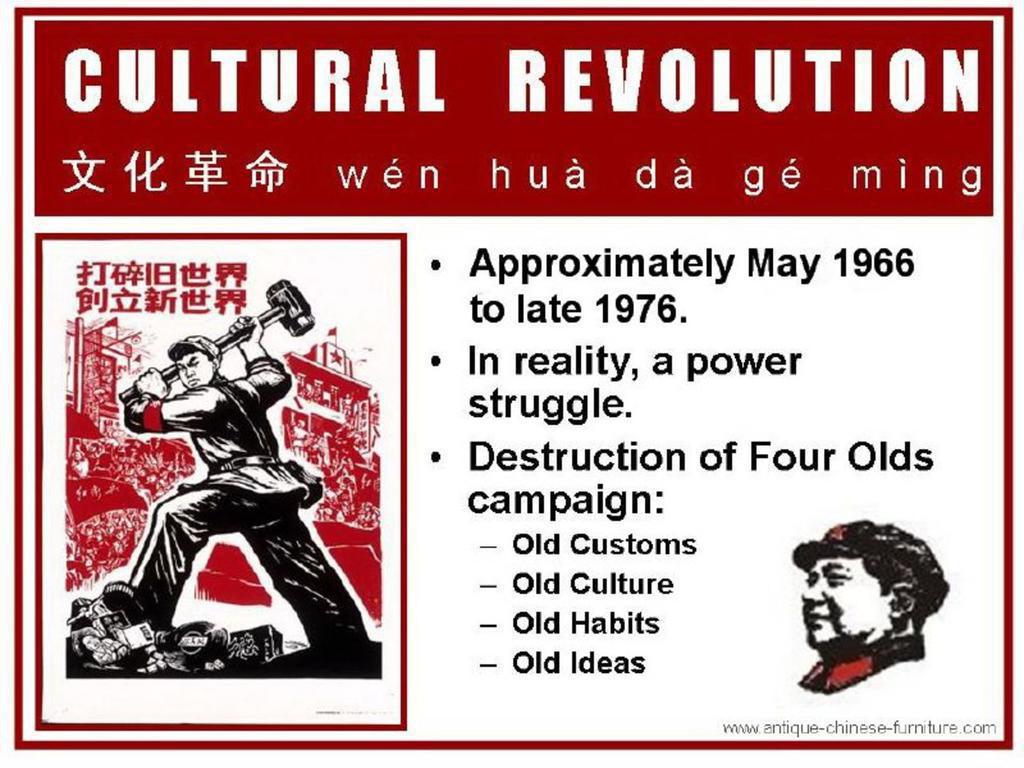 CULTURAL REVOLUTION
文化革命 wén huà dà gé mìng
打碎旧世界
創立新世界
• Approximately May 1966
to late 1976.
• In reality, a power
struggle.
• Destruction of Four Olds
campaign:
– Old Customs
– Old Culture
– Old Habits
– Old Ideas
www.antique-chinese-furniture.com